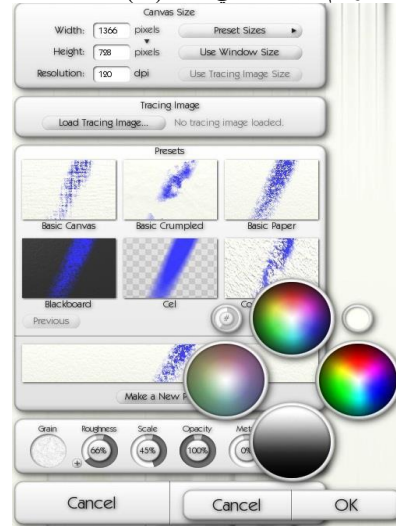 Canvas Size
Width: 1366 pixels Preset Sizes
Height: 728 pixels Use Window Size
Resolution: 120 dpi Use Tracing Image Size
Tracing Image
Load Tracing Image... No tracing image loaded.
Presets
Basic Canvas Basic Crumpled Basic Paper
Blackboard Cel
Previous #
Make a New
Grain Roughness Scale Opacity
66% 45% 100%
Cancel Cancel OK